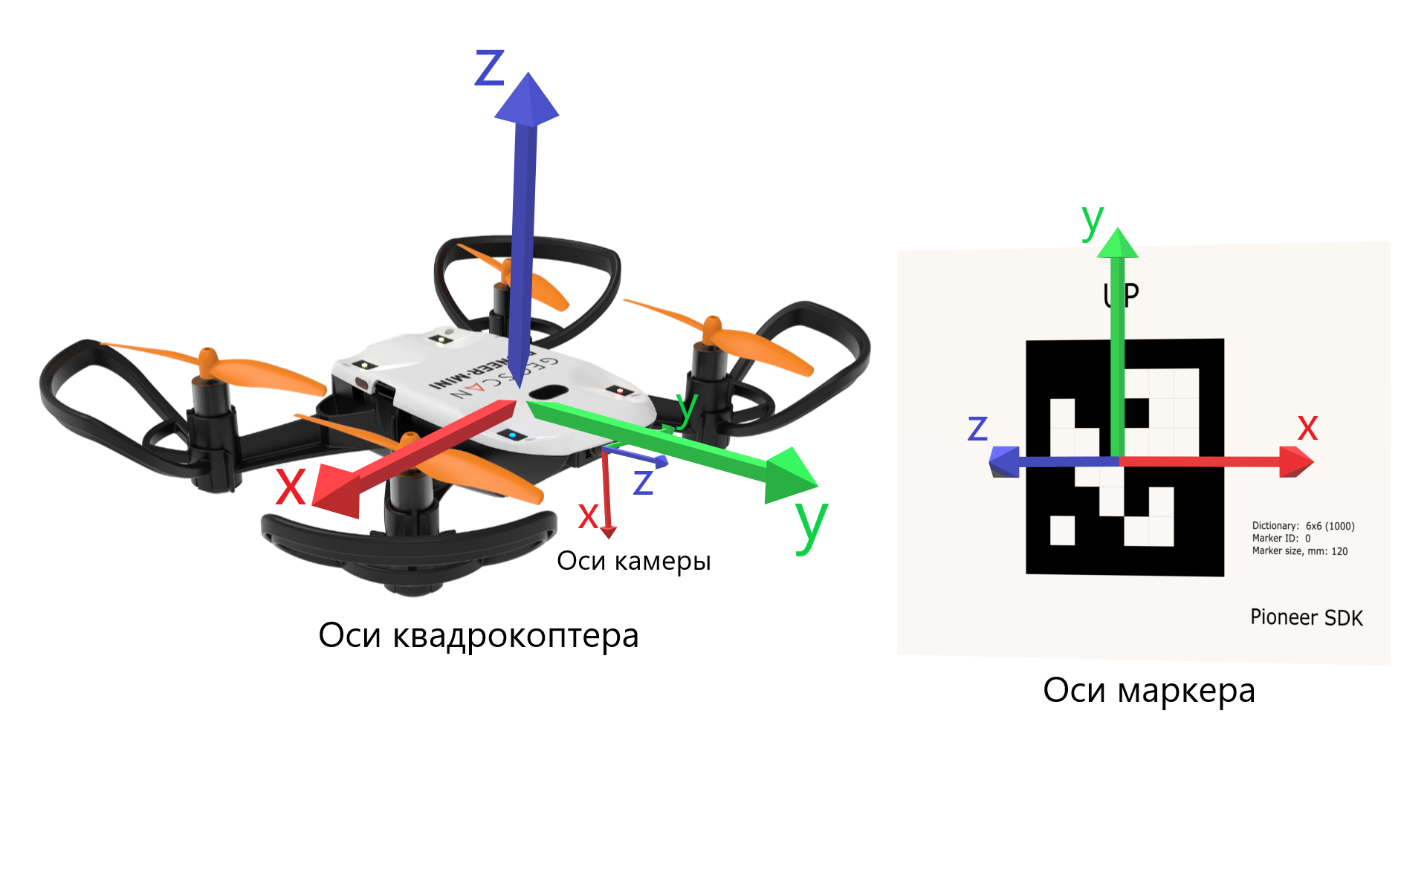 z
GEOSCAN
PIONEER-MINI
x
y
y
z
x
Оси камеры
Оси квадрокоптера
y
UP
z
x
Dictionary: 6x6 (1000)
Marker ID: 0
Marker size, mm: 120
Pioneer SDK
Оси маркера